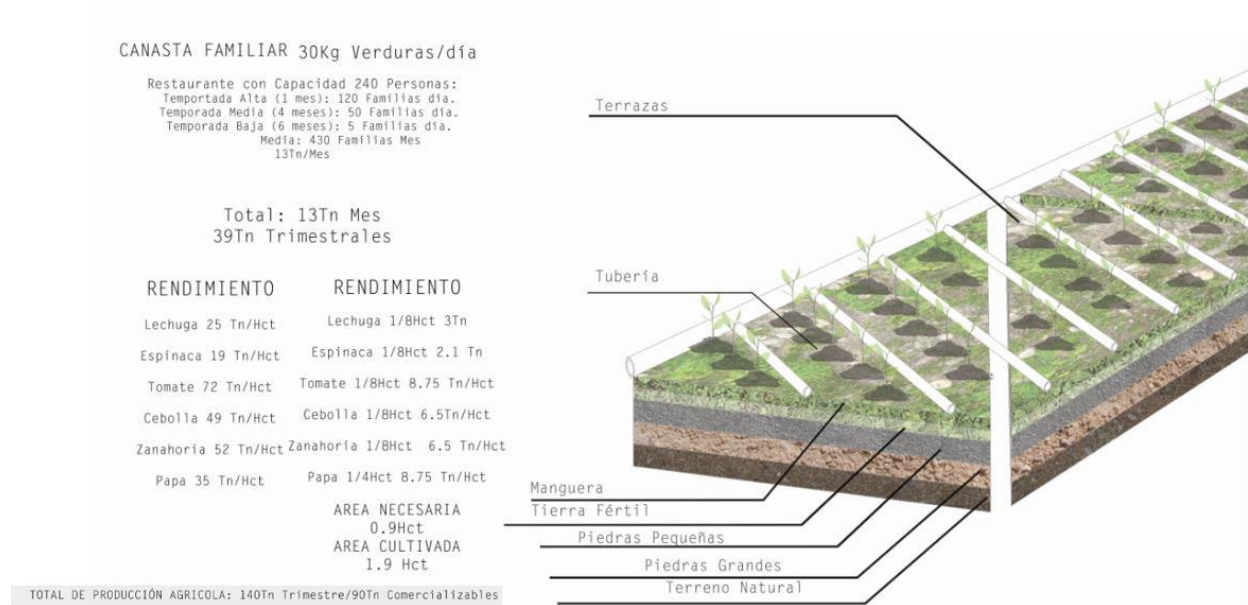 CANASTA FAMILIAR 30Kg Verduras/día
Restaurante con Capacidad 240 Personas:
Temportada Alta (1 mes): 120 Familias día.
Temporada Media (4 meses): 50 Familias día.
Temporada Baja (6 meses): 5 Familias día.
Media: 430 Familias Mes
13Tn/Mes
Total: 13Tn Mes
39Tn Trimestrales
RENDIMIENTO
Lechuga 25 Tn/Hct
Espinaca 19 Tn/Hct
Tomate 72 Tn/Hct
Cebolla 49 Tn/Hct
Zanahoria 52 Tn/Hct
Papa 35 Tn/Hct
RENDIMIENTO
Lechuga 1/8Hct 3Tn
Espinaca 1/8Hct 2.1 Tn
Tomate 1/8Hct 8.75 Tn/Hct
Cebolla 1/8Hct 6.5Tn/Hct
Zanahoria 1/8Hct 6.5 Tn/Hct
Papa 1/4Hct 8.75 Tn/Hct
AREA NECESARIA
0.9Hct
AREA CULTIVADA
1.9 Hct
TOTAL DE PRODUCCIÓN AGRICOLA: 140Tn Trimestre/90Tn Comercializables
Terrazas
Tubería
Manguera
Tierra Fértil
Piedras Pequeñas
Piedras Grandes
Terreno Natural